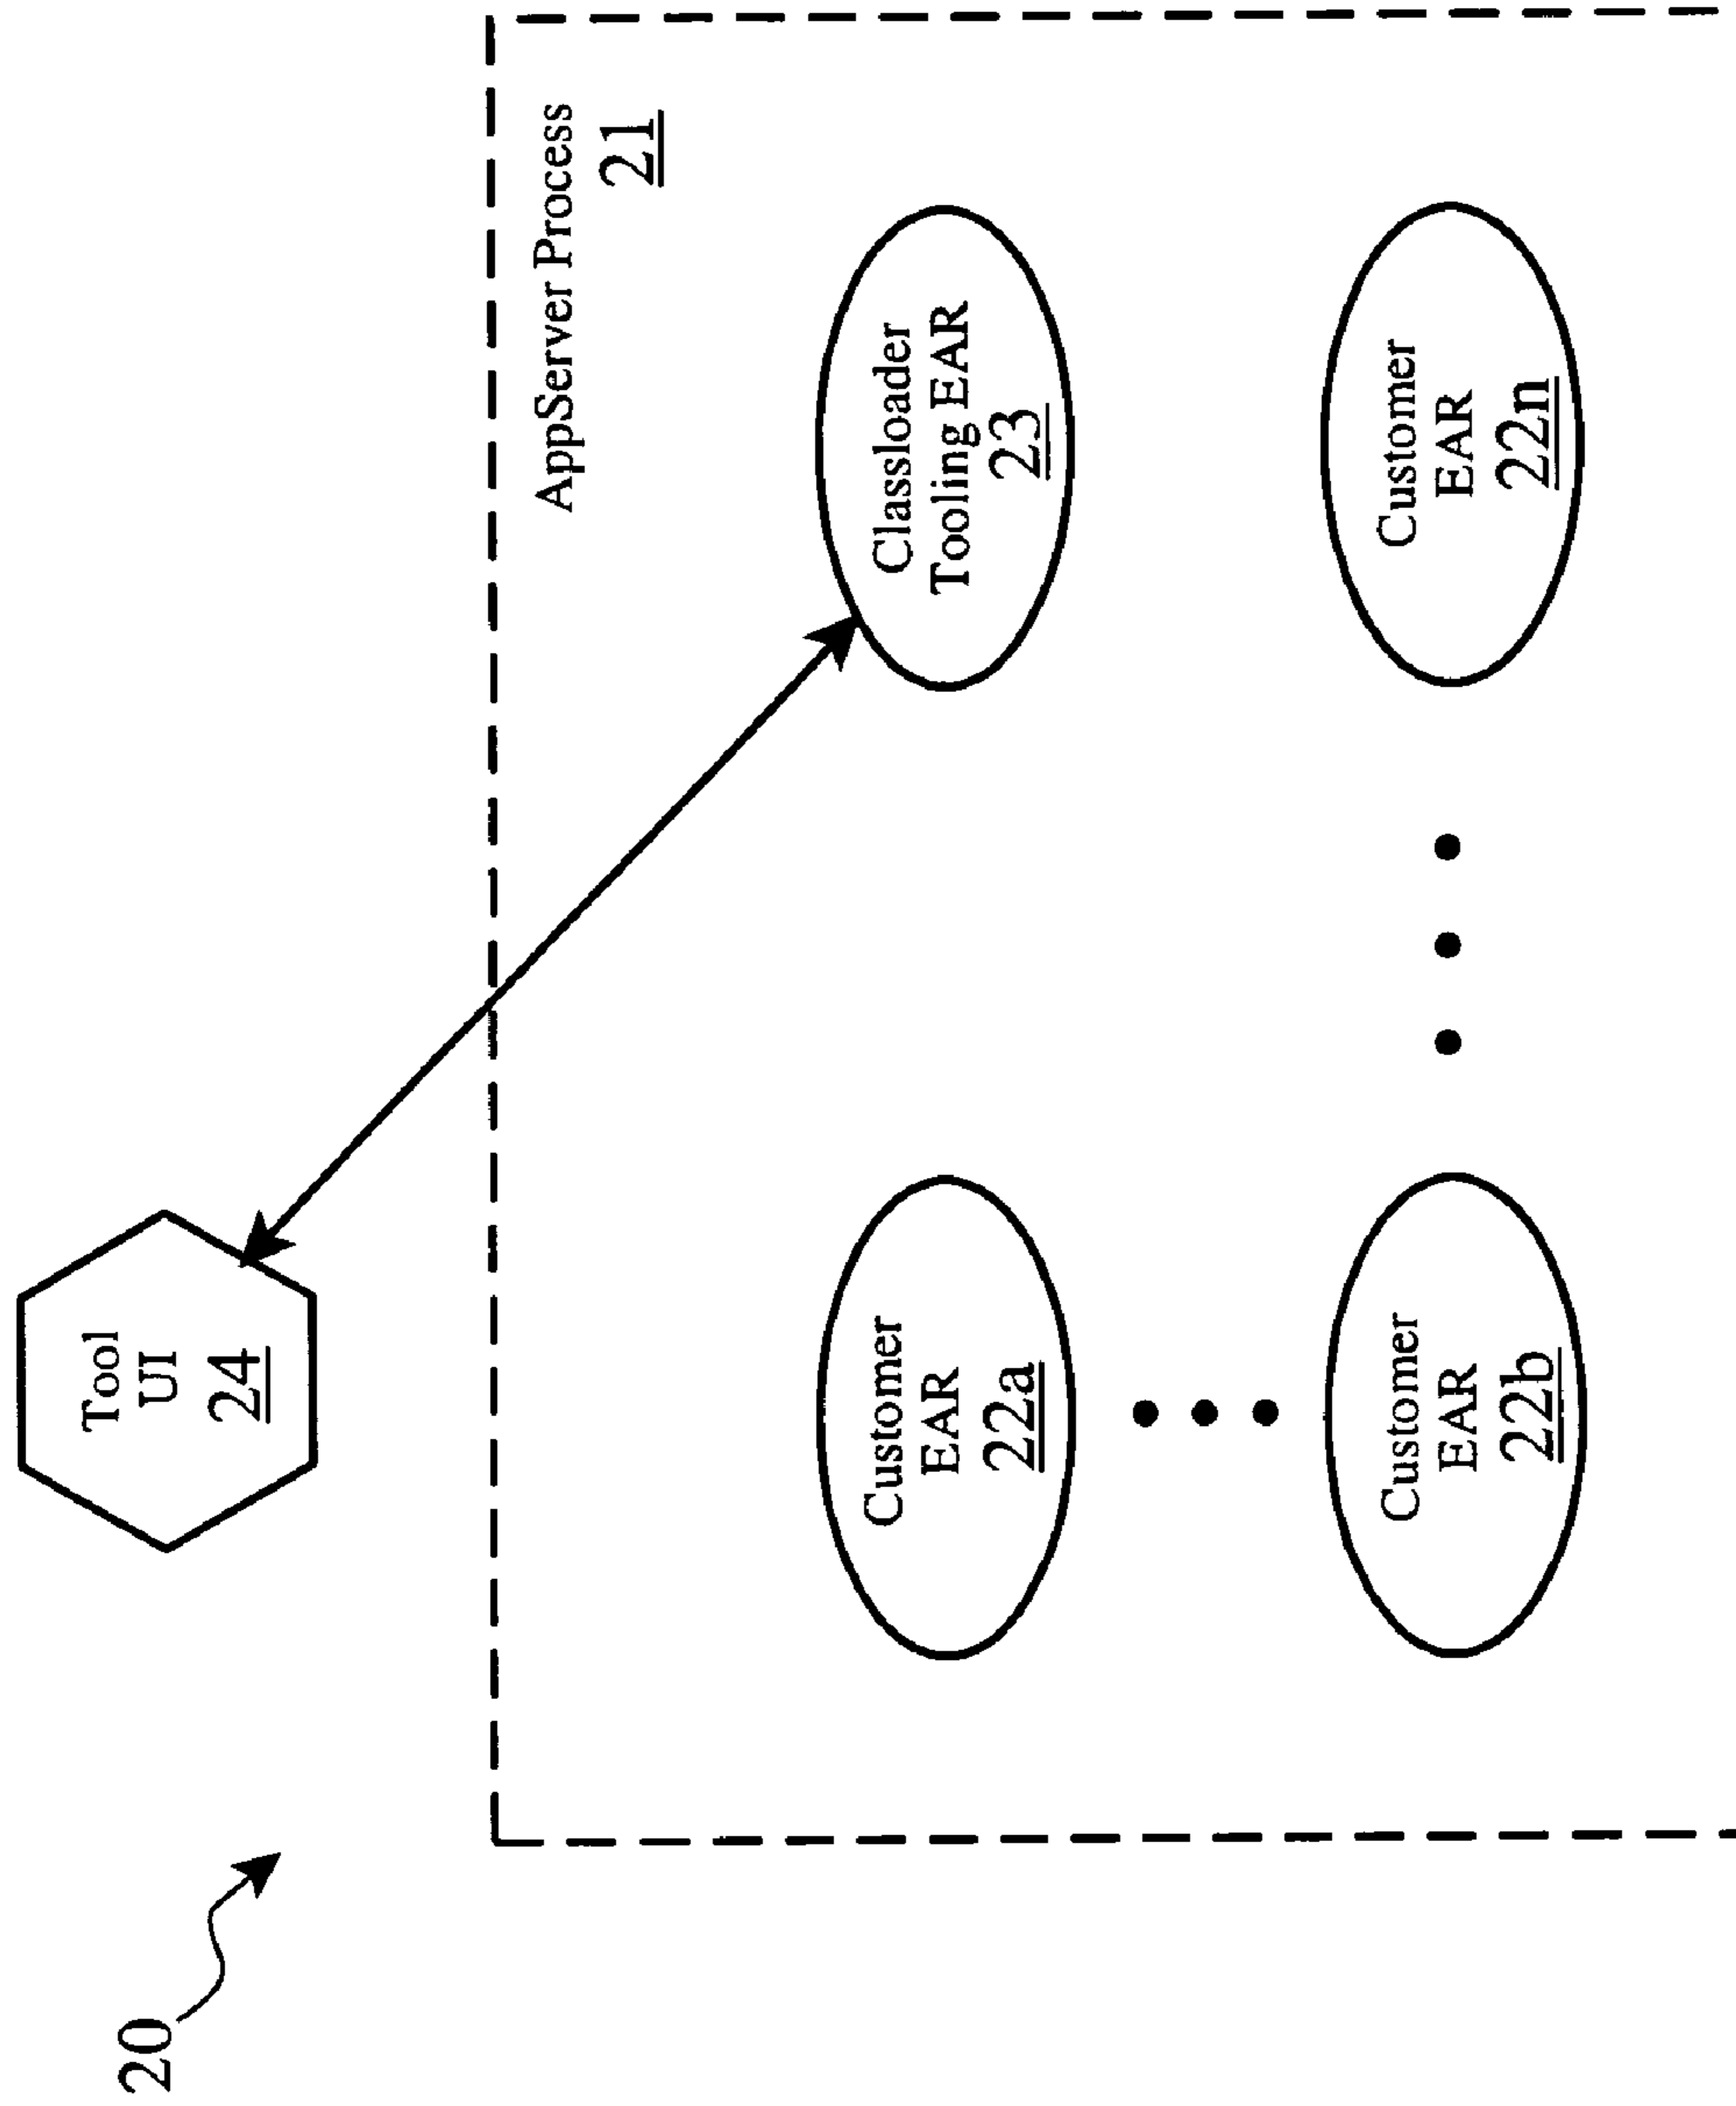 20
Tool
UI
24
AppServer Process
21
Customer
EAR
22a
Classloader
Tooling EAR
23
Customer
EAR
22b
Customer
EAR
22n